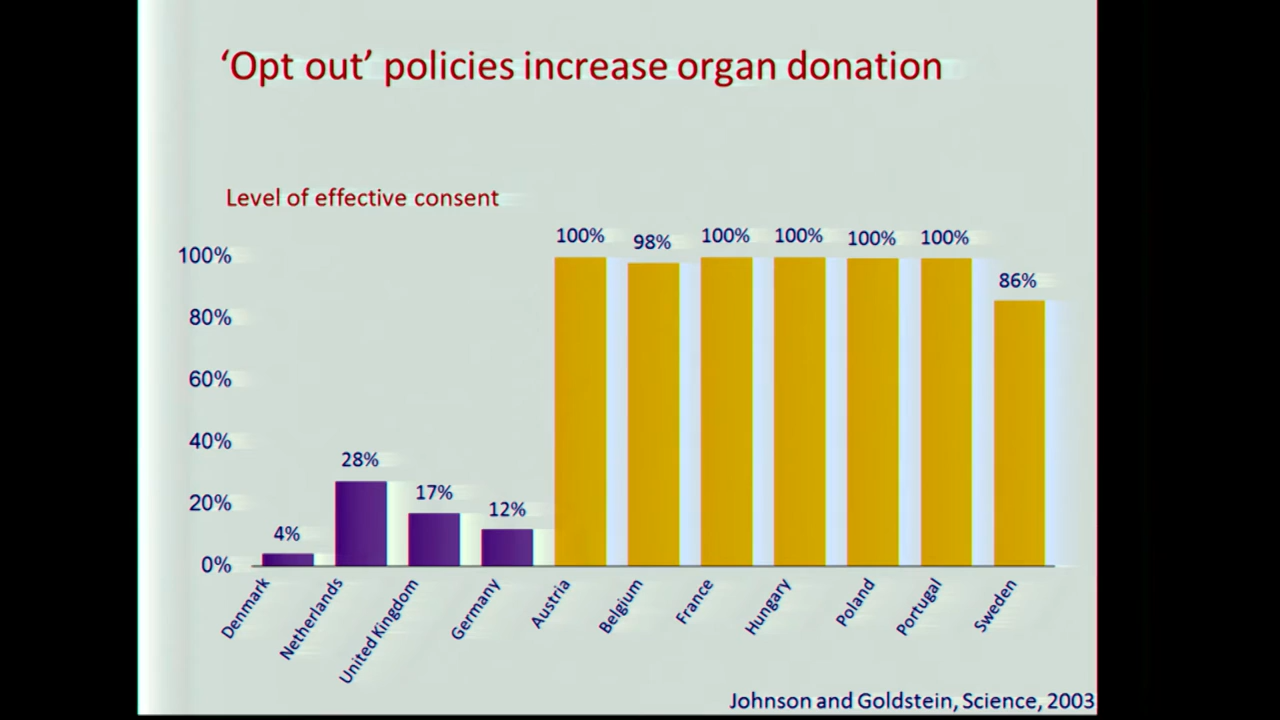 ‘Opt out’ policies increase organ donation
Level of effective consent
100%
80%
60%
40%
20%
0%
4%
28%
17%
12%
100%
98%
100%
100%
100%
100%
86%
Denmark
Netherlands
United Kingdom
Germany
Austria
Belgium
France
Hungary
Poland
Portugal
Sweden
Johnson and Goldstein, Science, 2003